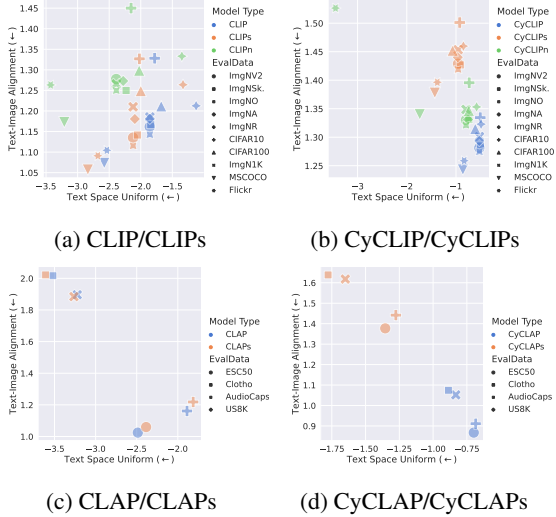 Text-Image Alignment (←)
1.45
1.40
1.35
1.30
1.25
1.20
1.15
1.10
1.05
−3.5 −3.0 −2.5 −2.0 −1.5
Text Space Uniform (←)
Model Type
CLIP
CLIPs
CLIPn
EvalData
ImgNV2
ImgNSk.
ImgNO
ImgNA
ImgNR
CIFAR10
CIFAR100
ImgN1K
MSCOCO
Flickr
(a) CLIP/CLIPs
Text-Image Alignment (←)
1.50
1.45
1.40
1.35
1.30
1.25
−3 −2 −1
Text Space Uniform (←)
Model Type
CyCLIP
CyCLIPs
CyCLIPn
EvalData
ImgNV2
ImgNSk.
ImgNO
ImgNA
ImgNR
CIFAR10
CIFAR100
ImgN1K
MSCOCO
Flickr
(b) CyCLIP/CyCLIPs
Text-Image Alignment (←)
2.0
1.8
1.6
1.4
1.2
1.0
−3.5 −3.0 −2.5 −2.0
Text Space Uniform (←)
Model Type
CLAP
CLAPs
EvalData
ESC50
Clotho
AudioCaps
US8K
(c) CLAP/CLAPs
Text-Image Alignment (←)
1.6
1.5
1.4
1.3
1.2
1.1
1.0
0.9
−1.75 −1.50 −1.25 −1.00 −0.75
Text Space Uniform (←)
Model Type
CyCLAP
CyCLAPs
EvalData
ESC50
Clotho
AudioCaps
US8K
(d) CyCLAP/CyCLAPs